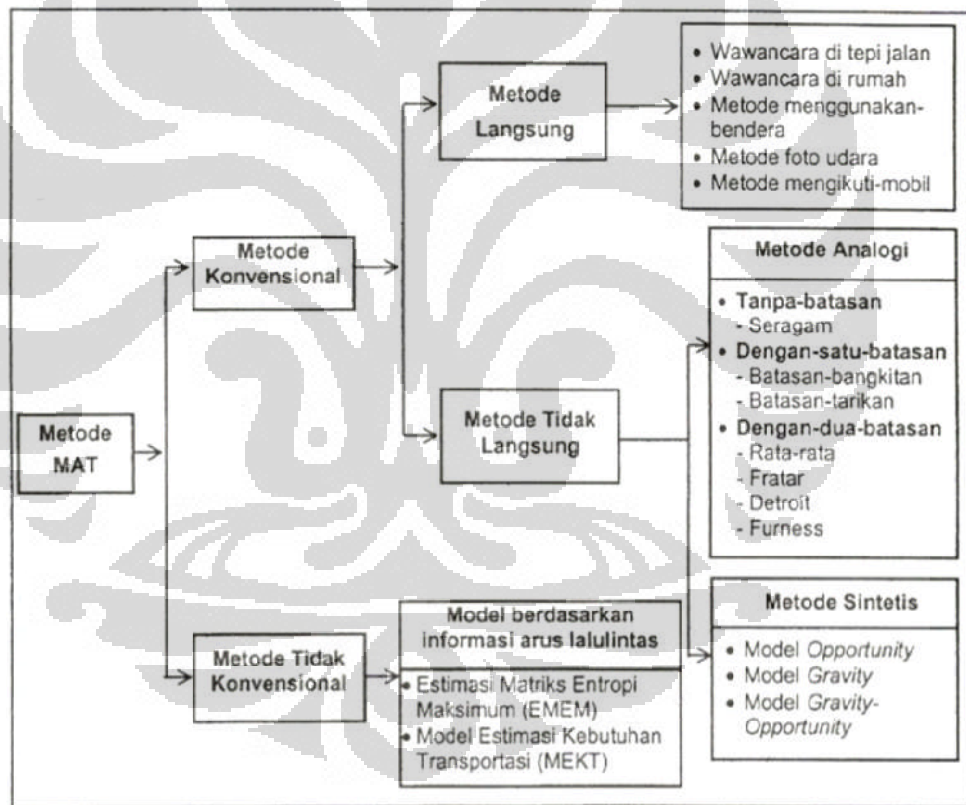 Metode
MAT
Metode
Konvensional
Metode
Langsung
• Wawancara di tepi jalan
• Wawancara di rumah
• Metode menggunakan-
bendera
• Metode foto udara
• Metode mengikuti-mobil
Metode Tidak
Langsung
Metode Analogi
• Tanpa-batasan
- Seragam
• Dengan-satu-batasan
- Batasan-bangkitan
- Batasan-tarikan
• Dengan-dua-batasan
- Rata-rata
- Fratar
- Detroit
- Furness
Metode Sintetis
• Model Opportunity
• Model Gravity
• Model Gravity-
Opportunity
Metode Tidak
Konvensional
Model berdasarkan
informasi arus lalulintas
• Estimasi Matriks Entropi
Maksimum (EMEM)
• Model Estimasi Kebutuhan
Transportasi (MEKT)